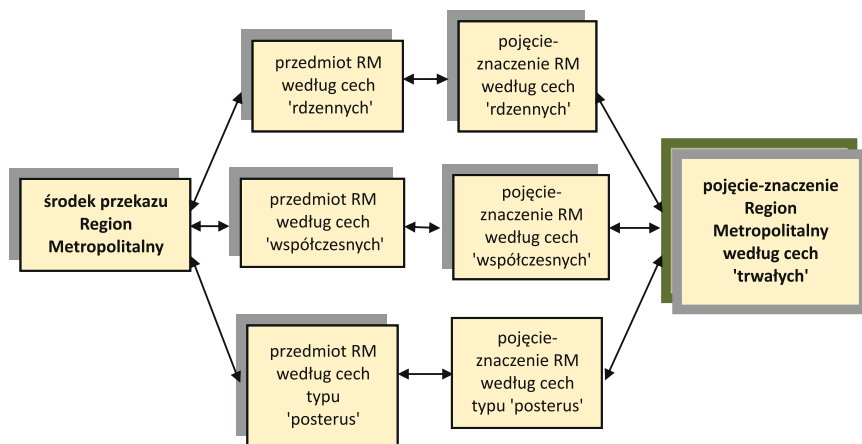 środek przekazu
Region
Metropolitalny
przedmiot RM
według cech
'rdzennych'
pojęcie-
znaczenie RM
według cech
'rdzennych'
przedmiot RM
według cech
'współczesnych'
pojęcie-
znaczenie RM
według cech
'współczesnych'
przedmiot RM
według cech
typu
'posterus'
pojęcie-
znaczenie RM
według cech
typu 'posterus'
pojęcie-znaczenie
Region
Metropolitalny
według cech
'trwałych'